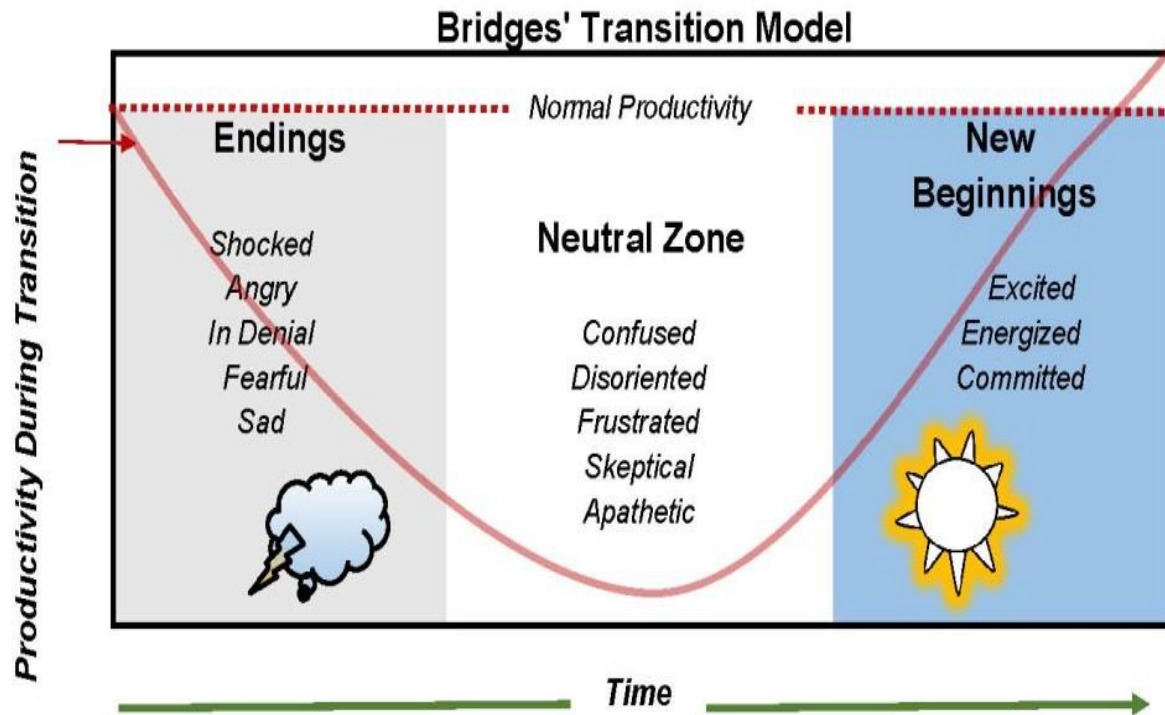 Bridges' Transition Model
Normal Productivity
Productivity During Transition
Endings
Shocked
Angry
In Denial
Fearful
Sad
Neutral Zone
Confused
Disoriented
Frustrated
Skeptical
Apathetic
New
Beginnings
Excited
Energized
Committed
Time